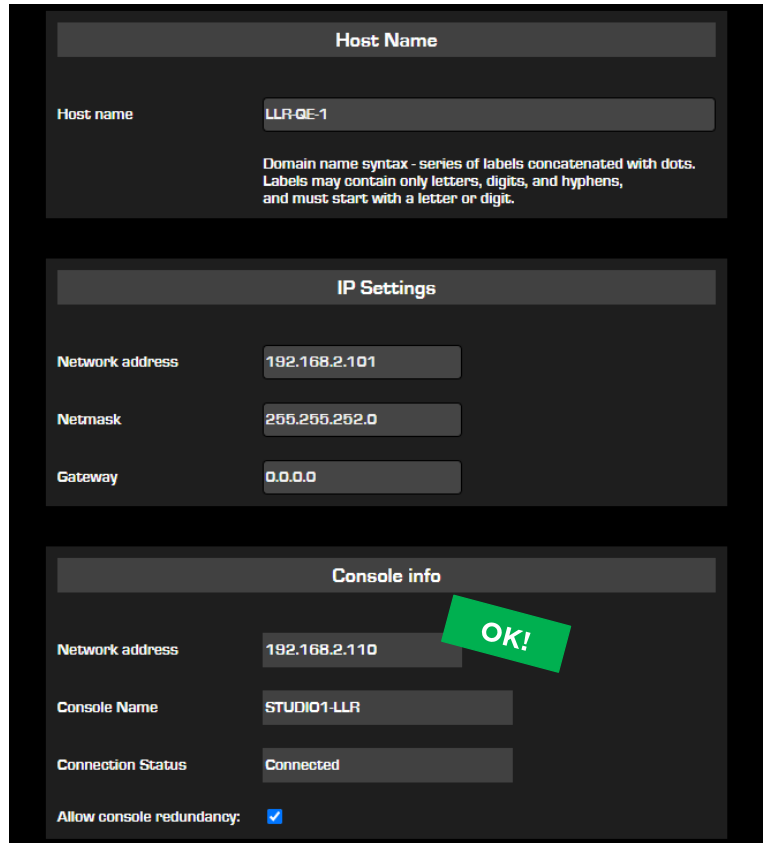 Host Name
Host name
LLR-QE-1
Domain name syntax - series of labels concatenated with dots.
Labels may contain only letters, digits, and hyphens,
and must start with a letter or digit.
IP Settings
Network address
192.168.2.101
Netmask
255.255.252.0
Gateway
0.0.0.0
Console info
OK!
Network address
192.168.2.110
Console Name
STUDIO1-LLR
Connection Status
Connected
Allow console redundancy: